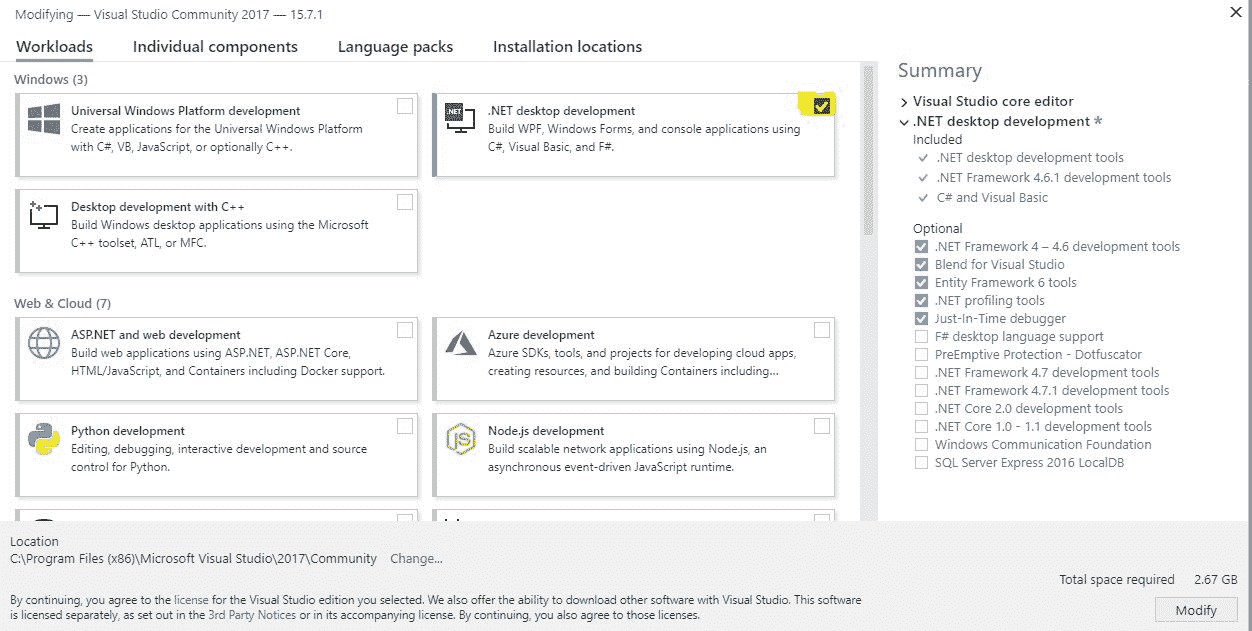 Modifying — Visual Studio Community 2017 — 15.7.1
Workloads Individual components Language packs Installation locations
Windows (3)
Universal Windows Platform development
Create applications for the Universal Windows Platform
with C#, VB, JavaScript, or optionally C++.
.NET
.NET desktop development
Build WPF, Windows Forms, and console applications using
C#, Visual Basic, and F#.
Desktop development with C++
Build Windows desktop applications using the Microsoft
C++ toolset, ATL, or MFC.
Web & Cloud (7)
ASP.NET and web development
Build web applications using ASP.NET, ASP.NET Core,
HTML/JavaScript, and Containers including Docker support.
Azure development
Azure SDKs, tools, and projects for developing cloud apps,
creating resources, and building Containers including...
Python development
Editing, debugging, interactive development and source
control for Python.
JS
Node.js development
Build scalable network applications using Node.js, an
asynchronous event-driven JavaScript runtime.
Summary
Visual Studio core editor
.NET desktop development *
Included
.NET desktop development tools
.NET Framework 4.6.1 development tools
C# and Visual Basic
Optional
.NET Framework 4 – 4.6 development tools
Blend for Visual Studio
Entity Framework 6 tools
.NET profiling tools
Just-In-Time debugger
F# desktop language support
PreEmptive Protection - Dotfuscator
.NET Framework 4.7 development tools
.NET Framework 4.7.1 development tools
.NET Core 2.0 development tools
.NET Core 1.0 - 1.1 development tools
Windows Communication Foundation
SQL Server Express 2016 LocalDB
Location
C:\Program Files (x86)\Microsoft Visual Studio\2017\Community Change...
Total space required 2.67 GB
By continuing, you agree to the license for the Visual Studio edition you selected. We also offer the ability to download other software with Visual Studio. This software
is licensed separately, as set out in the 3rd Party Notices or in its accompanying license. By continuing, you also agree to those licenses.
Modify